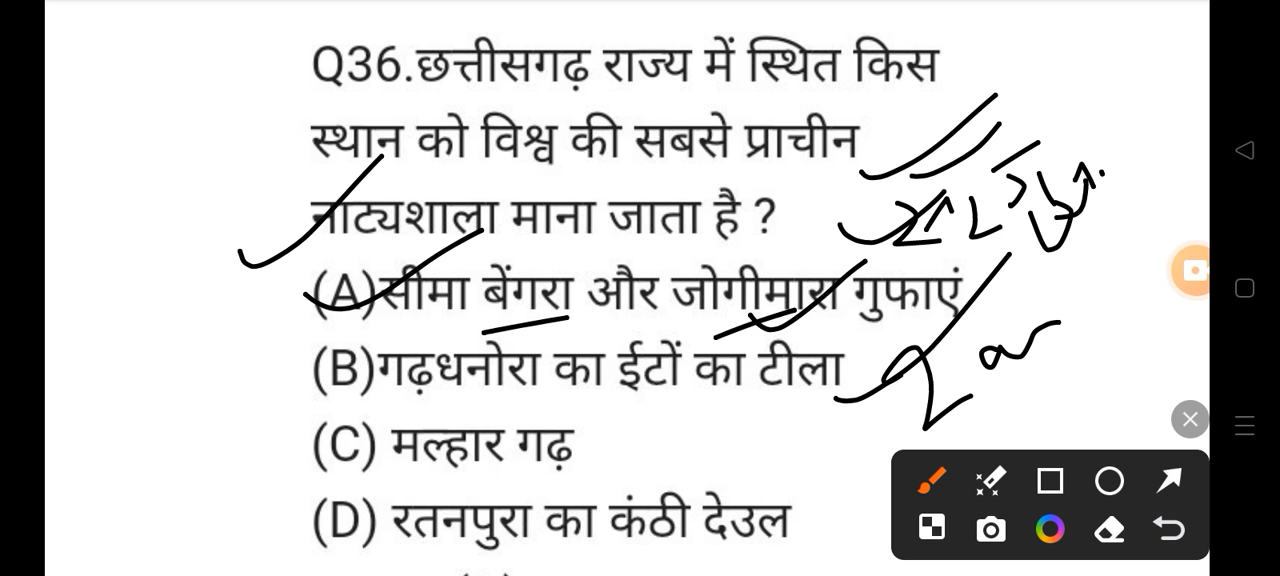 Q36.छत्तीसगढ़ राज्य में स्थित किस
स्थान को विश्व की सबसे प्राचीन
नाट्यशाला माना जाता है ?
(A)सीमा बेंगरा और जोगीमारा गुफाएं
(B)गढ़धनोरा का ईटों का टीला
(C) मल्हार गढ़
(D) रतनपुरा का कंठी देउल